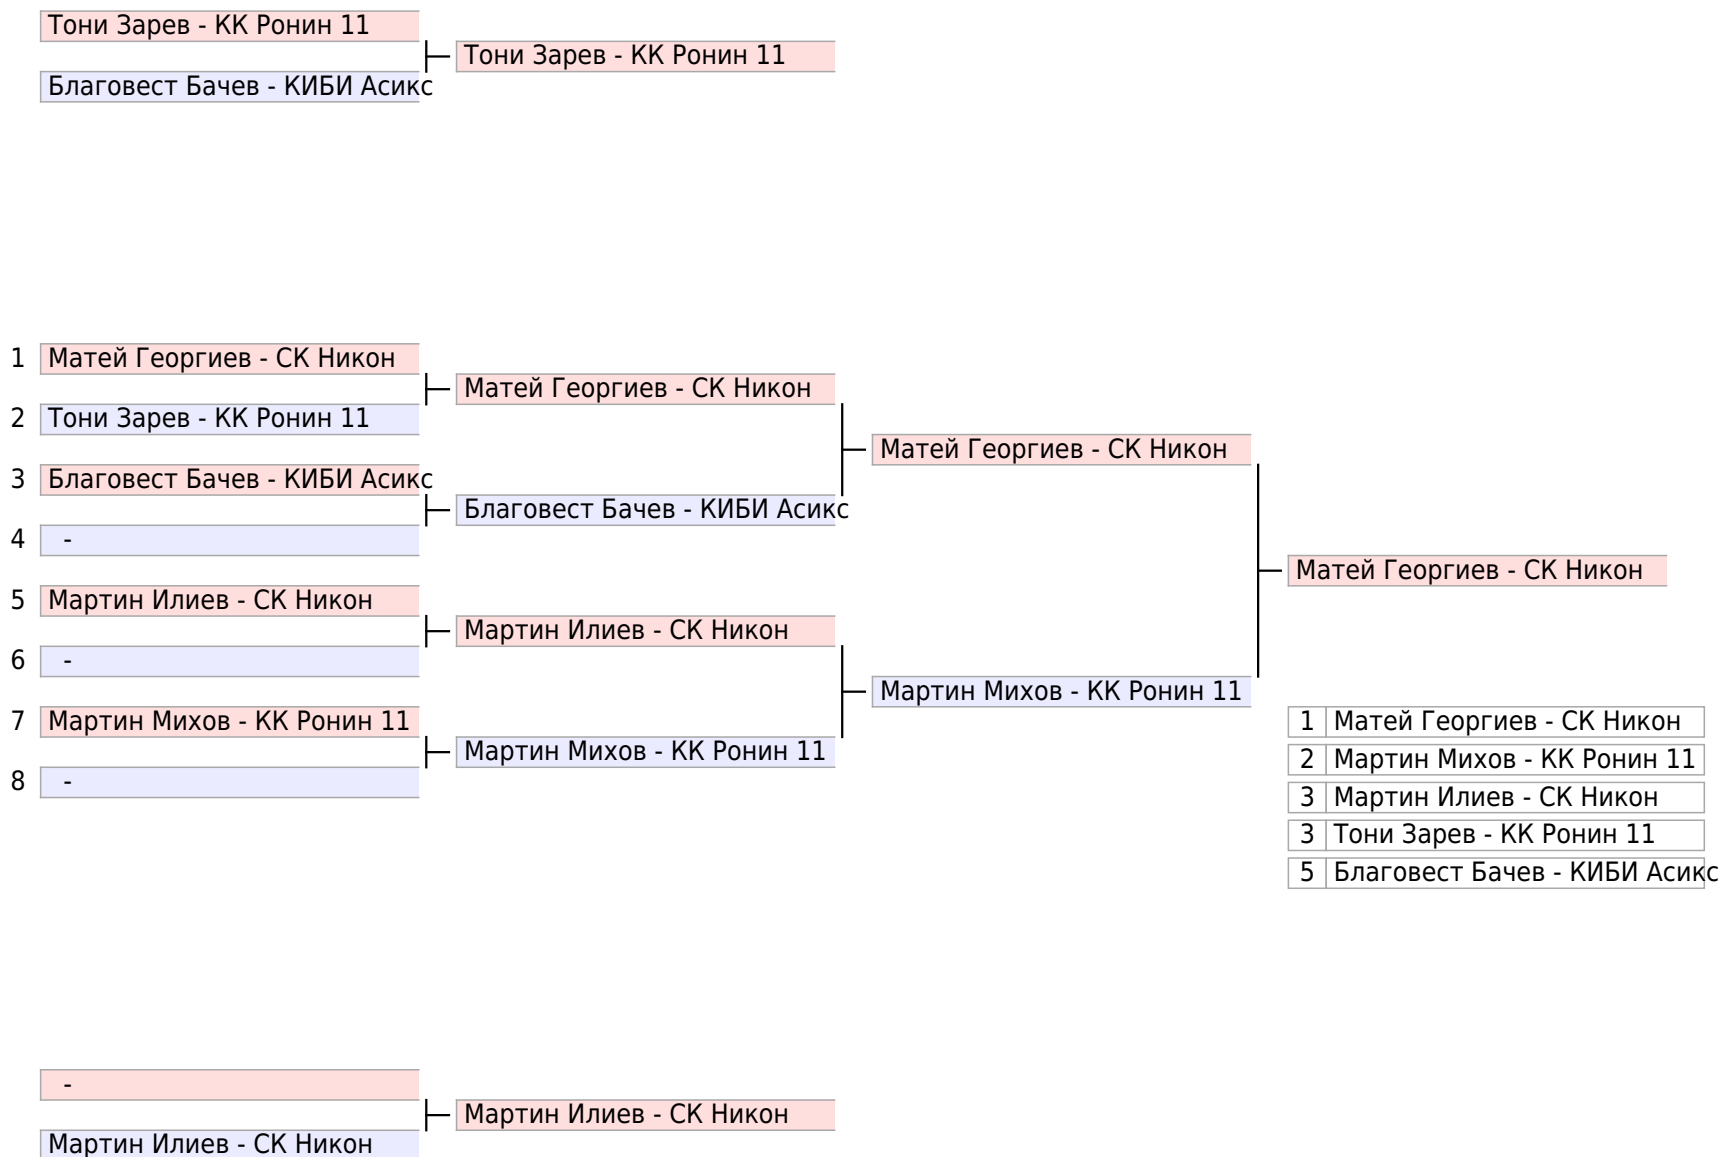 Тони Зарев - КК Ронин 11
Тони Зарев - КК Ронин 11
Благовест Бачев - КИБИ Асикс
1 Матей Георгиев - СК Никон
Матей Георгиев - СК Никон
2 Тони Зарев - КК Ронин 11
Матей Георгиев - СК Никон
3 Благовест Бачев - КИБИ Асикс
Благовест Бачев - КИБИ Асикс
4 -
Матей Георгиев - СК Никон
5 Мартин Илиев - СК Никон
Мартин Илиев - СК Никон
6 -
Мартин Михов - КК Ронин 11
7 Мартин Михов - КК Ронин 11
Мартин Михов - КК Ронин 11
8 -
1 Матей Георгиев - СК Никон
2 Мартин Михов - КК Ронин 11
3 Мартин Илиев - СК Никон
3 Тони Зарев - КК Ронин 11
5 Благовест Бачев - КИБИ Асикс
-
Мартин Илиев - СК Никон
Мартин Илиев - СК Никон